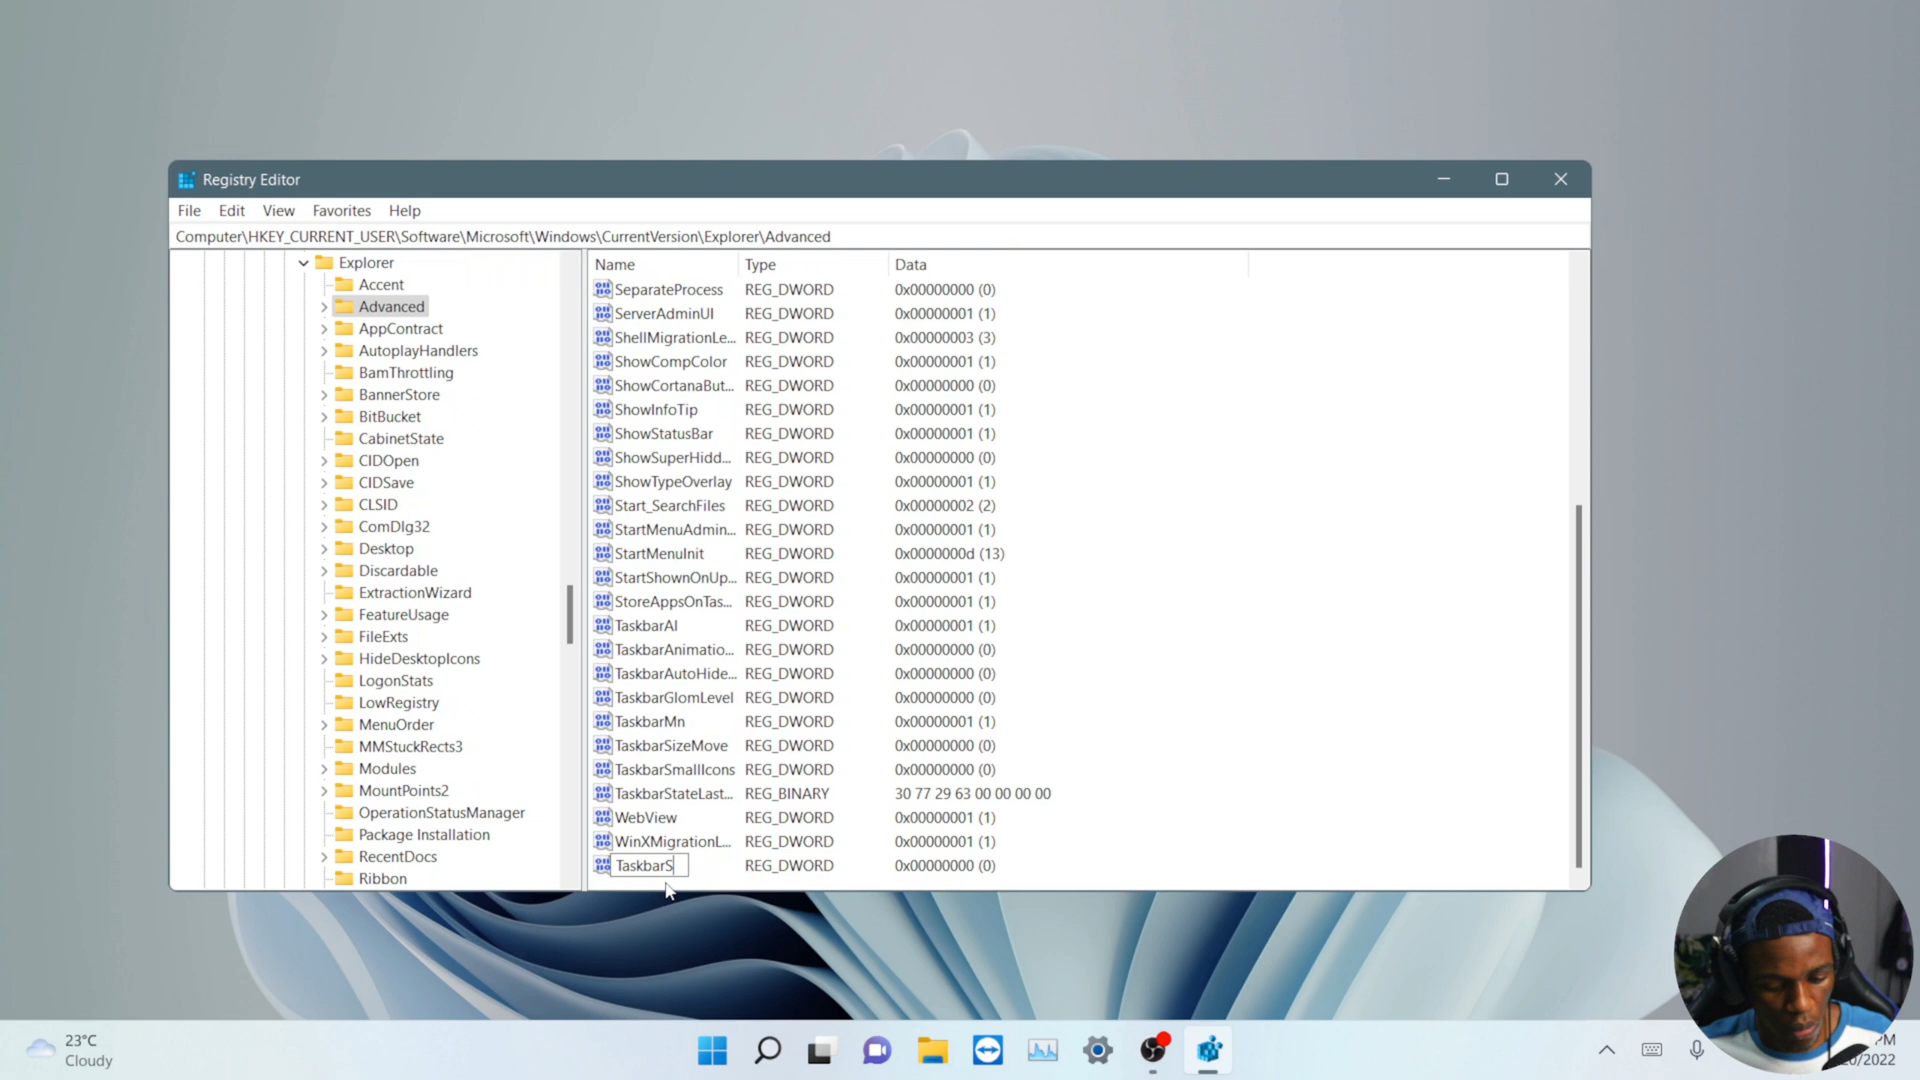 Registry Editor
File Edit View Favorites Help
Computer\HKEY_CURRENT_USER\Software\Microsoft\Windows\CurrentVersion\Explorer\Advanced
Explorer
Accent
Advanced
AppContract
AutoplayHandlers
BamThrottling
BannerStore
BitBucket
CabinetState
CIDOpen
CIDSave
CLSID
ComDlg32
Desktop
Discardable
ExtractionWizard
FeatureUsage
FileExts
HideDesktopIcons
LogonStats
LowRegistry
MenuOrder
MMStuckRects3
Modules
MountPoints2
OperationStatusManager
Package Installation
RecentDocs
Ribbon
Name Type Data
SeparateProcess REG_DWORD 0x00000000 (0)
ServerAdminUI REG_DWORD 0x00000001 (1)
ShellMigrationLe... REG_DWORD 0x00000003 (3)
ShowCompColor REG_DWORD 0x00000001 (1)
ShowCortanaBut... REG_DWORD 0x00000000 (0)
ShowInfoTip REG_DWORD 0x00000001 (1)
ShowStatusBar REG_DWORD 0x00000001 (1)
ShowSuperHidd... REG_DWORD 0x00000000 (0)
ShowTypeOverlay REG_DWORD 0x00000001 (1)
Start_SearchFiles REG_DWORD 0x00000002 (2)
StartMenuAdmin... REG_DWORD 0x00000001 (1)
StartMenuInit REG_DWORD 0x0000000d (13)
StartShownOnUp... REG_DWORD 0x00000001 (1)
StoreAppsOnTas... REG_DWORD 0x00000001 (1)
TaskbarAl REG_DWORD 0x00000001 (1)
TaskbarAnimatio... REG_DWORD 0x00000000 (0)
TaskbarAutoHide... REG_DWORD 0x00000000 (0)
TaskbarGlomLevel REG_DWORD 0x00000000 (0)
TaskbarMn REG_DWORD 0x00000001 (1)
TaskbarSizeMove REG_DWORD 0x00000000 (0)
TaskbarSmallIcons REG_DWORD 0x00000000 (0)
TaskbarStateLast... REG_BINARY 30 77 29 63 00 00 00 00
WebView REG_DWORD 0x00000001 (1)
WinXMigrationL... REG_DWORD 0x00000001 (1)
TaskbarS REG_DWORD 0x00000000 (0)
23°C
Cloudy
PM
0/2022